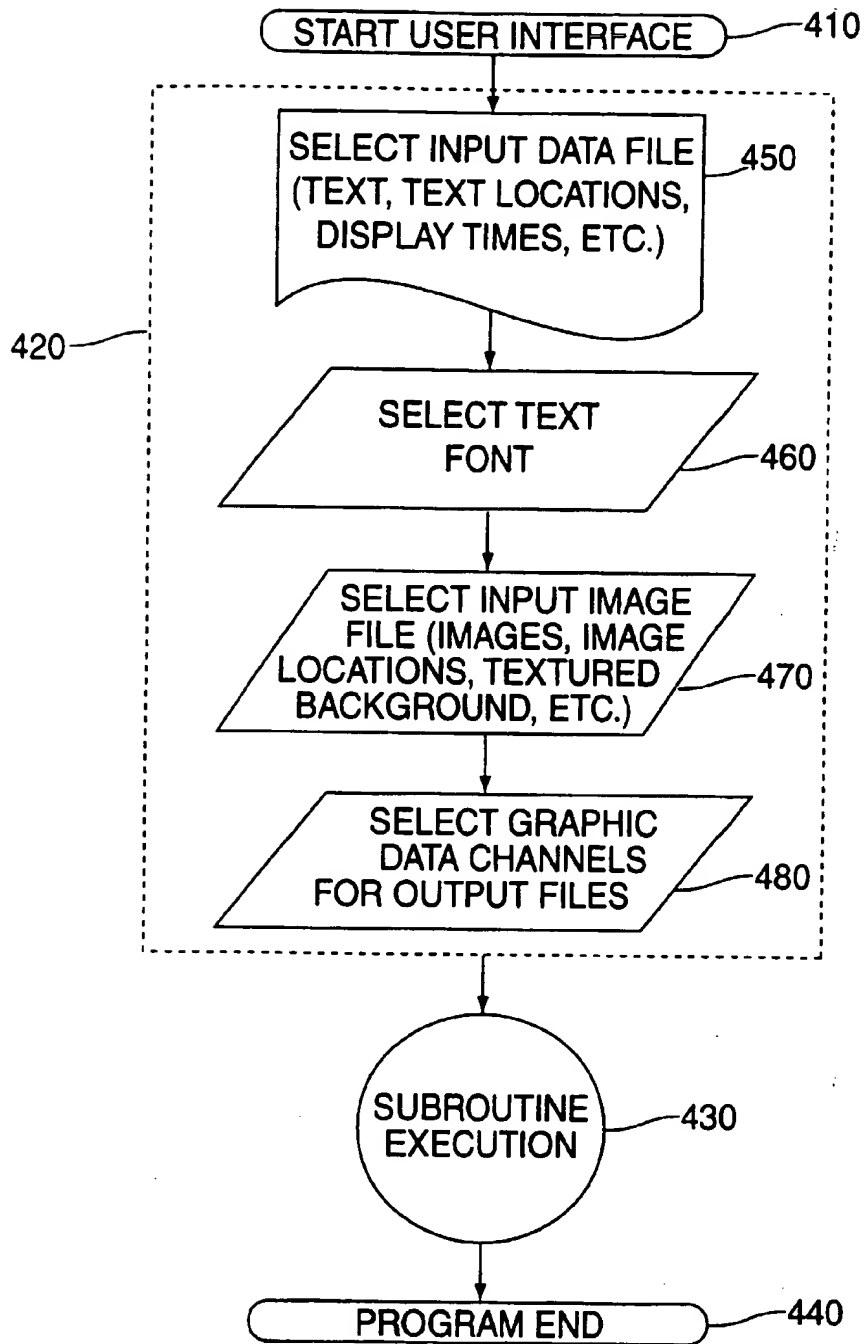 START USER INTERFACE
410
SELECT INPUT DATA FILE
(TEXT, TEXT LOCATIONS,
DISPLAY TIMES, ETC.)
450
420
SELECT TEXT
FONT
460
SELECT INPUT IMAGE
FILE (IMAGES, IMAGE
LOCATIONS, TEXTURED
BACKGROUND, ETC.)
470
SELECT GRAPHIC
DATA CHANNELS
FOR OUTPUT FILES
480
SUBROUTINE
EXECUTION
430
PROGRAM END
440